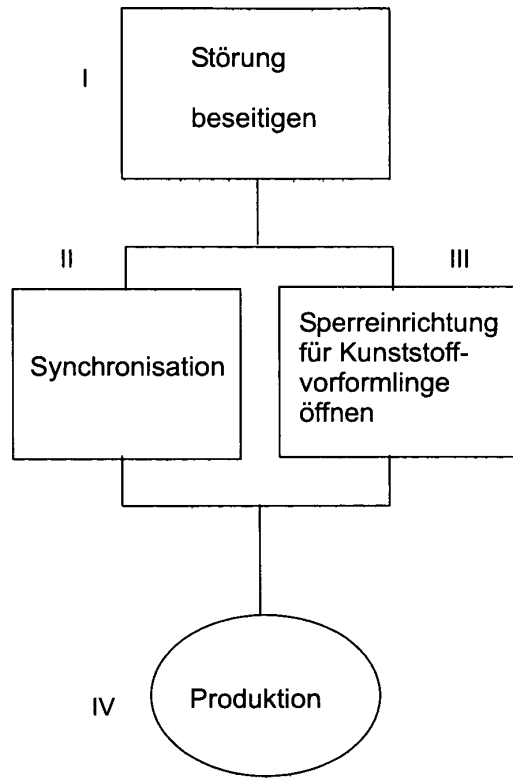 I
Störung
beseitigen
II
III
Synchronisation
Sperreinrichtung
für Kunststoff-
vorformlinge
öffnen
IV
Produktion